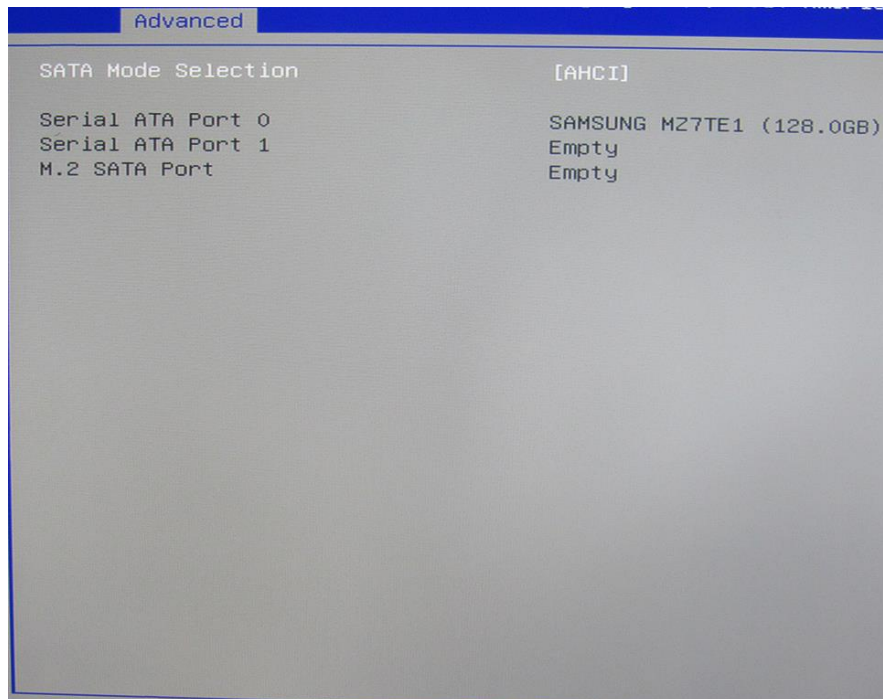 Advanced
SATA Mode Selection [AHCI]
Serial ATA Port 0 SAMSUNG MZ7TE1 (128.0GB)
Serial ATA Port 1 Empty
M.2 SATA Port Empty